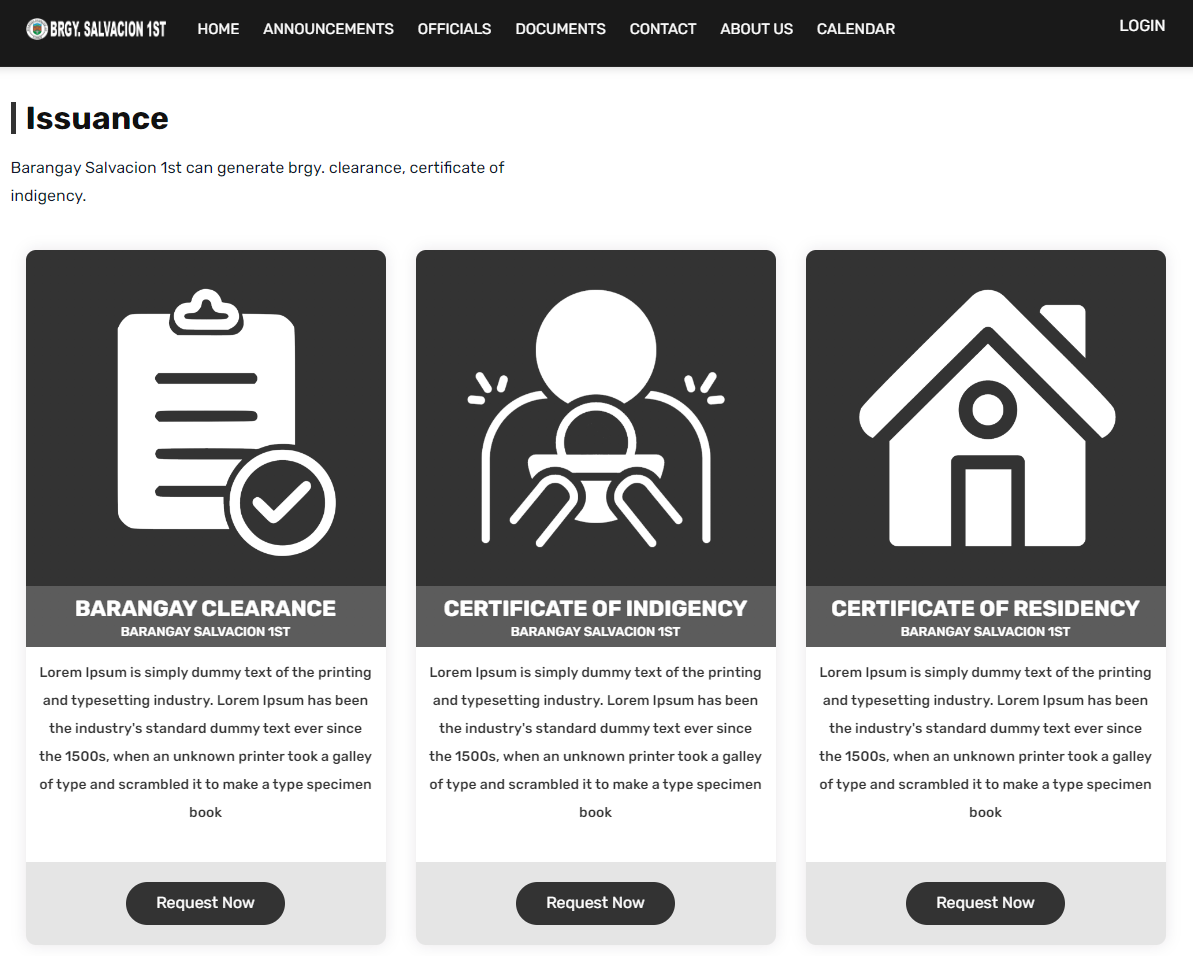 BRGY. SALVACION 1ST HOME ANNOUNCEMENTS OFFICIALS DOCUMENTS CONTACT ABOUT US CALENDAR LOGIN
Issuance
Barangay Salvacion 1st can generate brgy. clearance, certificate of
indigency.
BARANGAY CLEARANCE
BARANGAY SALVACION 1ST
Lorem Ipsum is simply dummy text of the printing
and typesetting industry. Lorem Ipsum has been
the industry's standard dummy text ever since
the 1500s, when an unknown printer took a galley
of type and scrambled it to make a type specimen
book
Request Now
CERTIFICATE OF INDIGENCY
BARANGAY SALVACION 1ST
Lorem Ipsum is simply dummy text of the printing
and typesetting industry. Lorem Ipsum has been
the industry's standard dummy text ever since
the 1500s, when an unknown printer took a galley
of type and scrambled it to make a type specimen
book
Request Now
CERTIFICATE OF RESIDENCY
BARANGAY SALVACION 1ST
Lorem Ipsum is simply dummy text of the printing
and typesetting industry. Lorem Ipsum has been
the industry's standard dummy text ever since
the 1500s, when an unknown printer took a galley
of type and scrambled it to make a type specimen
book
Request Now